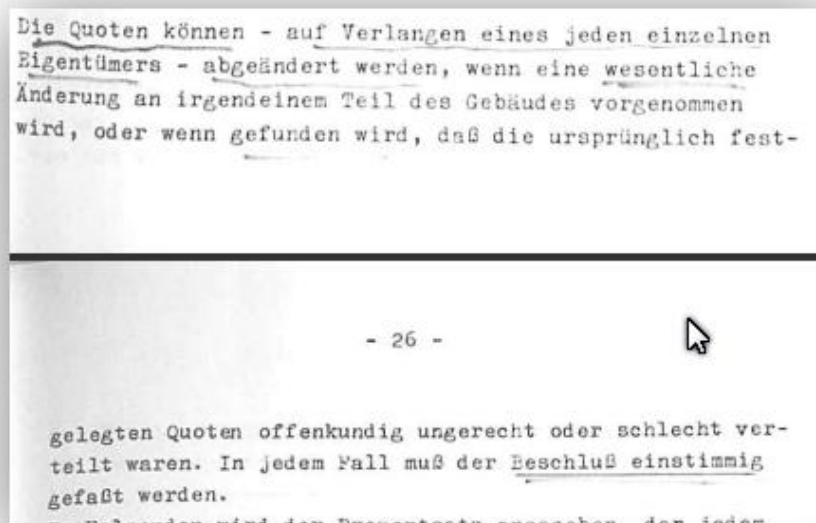 Die Quoten können - auf Verlangen eines jeden einzelnen
Eigentümers - abgeändert werden, wenn eine wesentliche
Änderung an irgendeinem Teil des Gebäudes vorgenommen
wird, oder wenn gefunden wird, daß die ursprünglich fest-
- 26 -
gelegten Quoten offenkundig ungerecht oder schlecht ver-
teilt waren. In jedem Fall muß der Beschluß einstimmig
gefaßt werden.
wird der